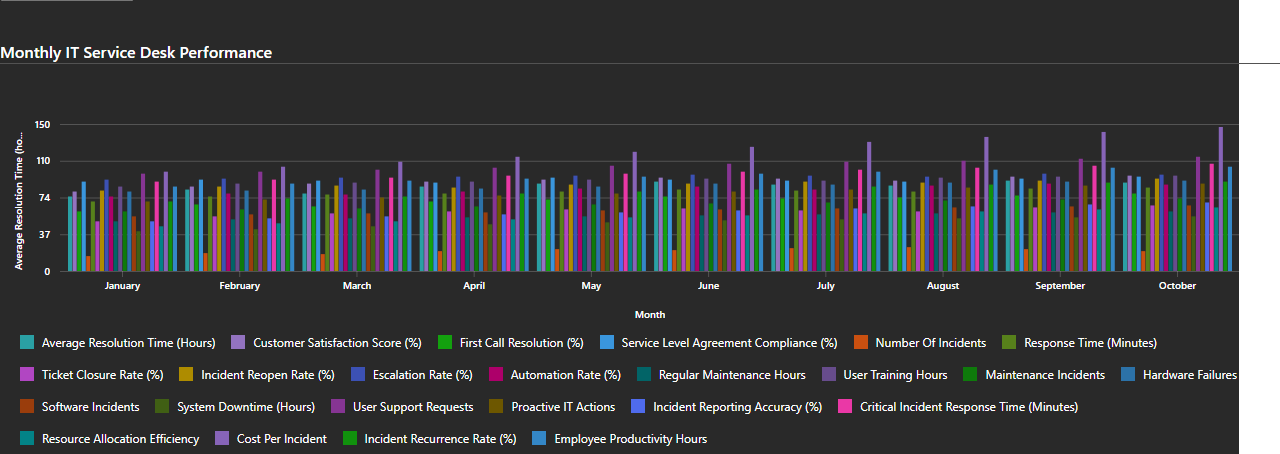 Monthly IT Service Desk Performance
Average Resolution Time (ho...
150
110
74
37
0
January February March April May June July August September October
Month
Average Resolution Time (Hours) Customer Satisfaction Score (%) First Call Resolution (%) Service Level Agreement Compliance (%) Number Of Incidents Response Time (Minutes)
Ticket Closure Rate (%) Incident Reopen Rate (%) Escalation Rate (%) Automation Rate (%) Regular Maintenance Hours User Training Hours Maintenance Incidents Hardware Failures
Software Incidents System Downtime (Hours) User Support Requests Proactive IT Actions Incident Reporting Accuracy (%) Critical Incident Response Time (Minutes)
Resource Allocation Efficiency Cost Per Incident Incident Recurrence Rate (%) Employee Productivity Hours